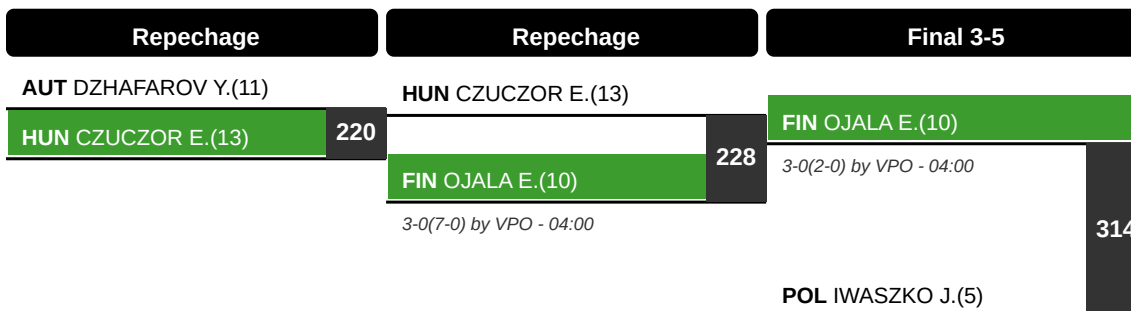 Repechage
Repechage
Final 3-5
AUT DZHAFAROV Y.(11)
HUN CZUCZOR E.(13)
220
HUN CZUCZOR E.(13)
FIN OJALA E.(10)
228
3-0(7-0) by VPO - 04:00
FIN OJALA E.(10)
3-0(2-0) by VPO - 04:00
314
POL IWASZKO J.(5)